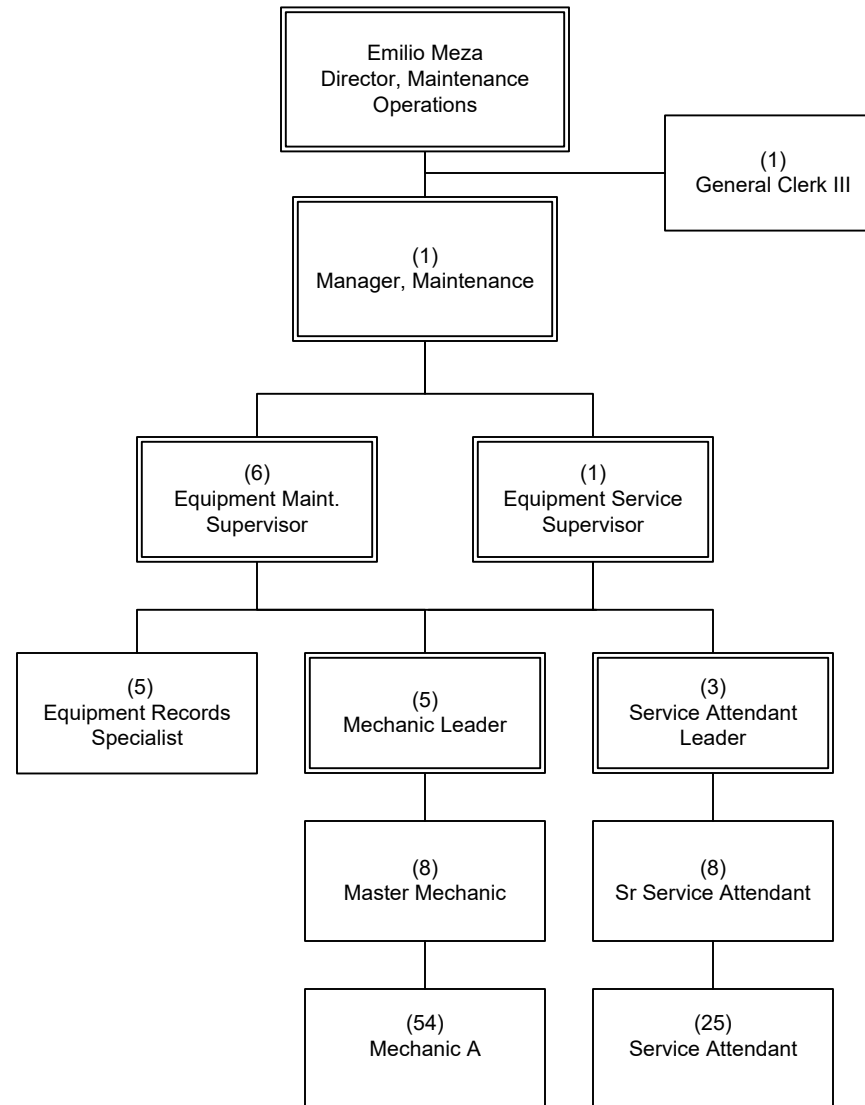 Emilio Meza
Director, Maintenance
Operations
(1)
General Clerk III
(1)
Manager, Maintenance
(6)
Equipment Maint.
Supervisor
(1)
Equipment Service
Supervisor
(5)
Equipment Records
Specialist
(5)
Mechanic Leader
(3)
Service Attendant
Leader
(8)
Master Mechanic
(8)
Sr Service Attendant
(54)
Mechanic A
(25)
Service Attendant